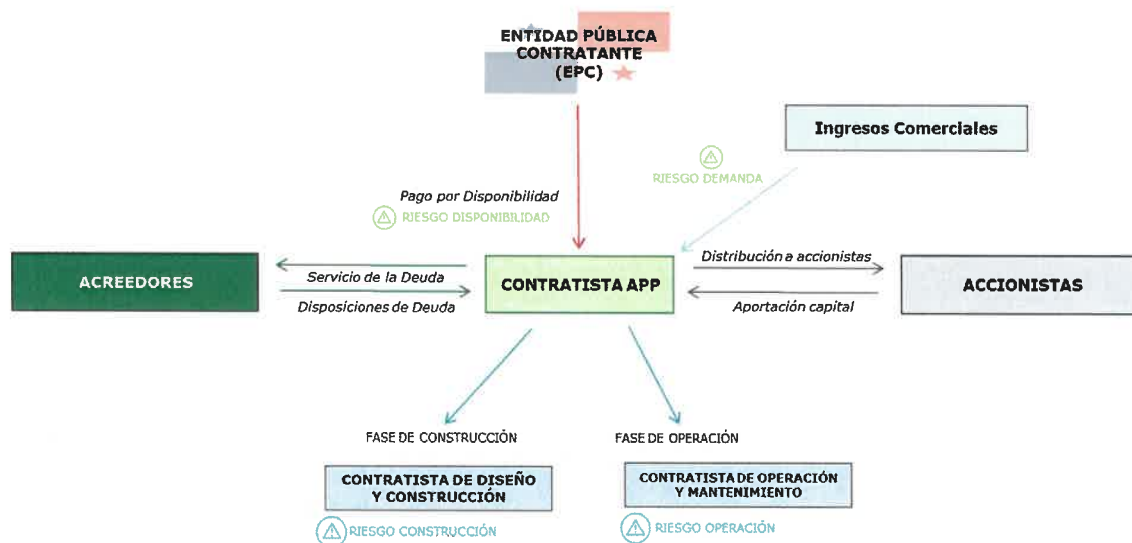 ENTIDAD PÚBLICA
CONTRATANTE
(EPC)
Ingresos Comerciales
RIESGO DEMANDA
Pago por Disponibilidad
RIESGO DISPONIBILIDAD
ACREEDORES
Servicio de la Deuda
Disposiciones de Deuda
CONTRATISTA APP
Distribución a accionistas
Aportación capital
ACCIONISTAS
FASE DE CONSTRUCCIÓN
CONTRATISTA DE DISEÑO
Y CONSTRUCCIÓN
RIESGO CONSTRUCCIÓN
FASE DE OPERACIÓN
CONTRATISTA DE OPERACIÓN
Y MANTENIMIENTO
RIESGO OPERACIÓN